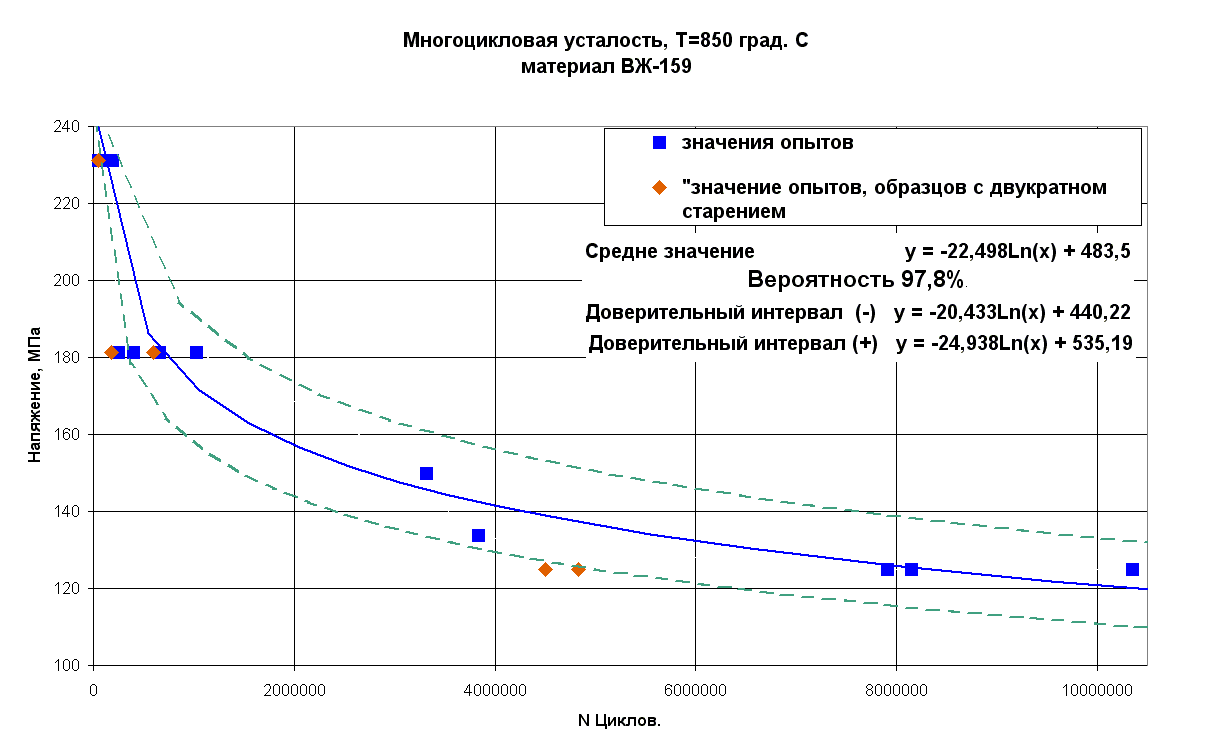 Многоцикловая усталость, Т=850 град. С
материал ВЖ-159
значения опытов
"значение опытов, образцов с двукратном
старением
Средне значение y = -22,498Ln(x) + 483,5
Вероятность 97,8%.
Доверительный интервал (-) y = -20,433Ln(x) + 440,22
Доверительный интервал (+) y = -24,938Ln(x) + 535,19
Напяжение, МПа
240
220
200
180
160
140
120
100
0 2000000 4000000 6000000 8000000 10000000
N Циклов.